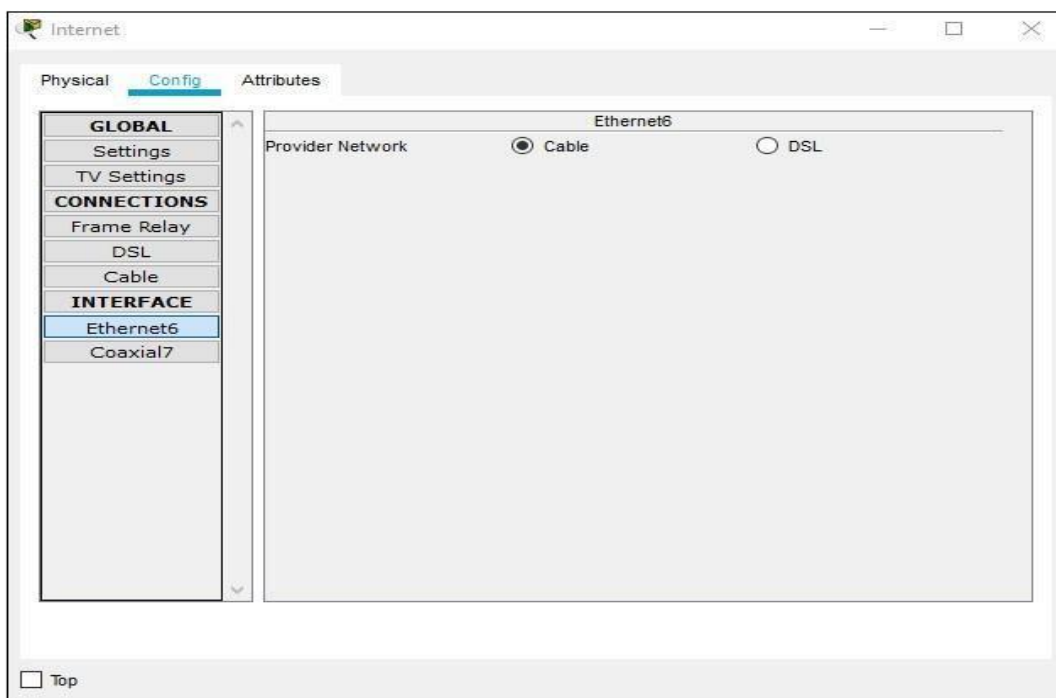 Internet
Physical Config Attributes
GLOBAL
Settings
TV Settings
CONNECTIONS
Frame Relay
DSL
Cable
INTERFACE
Ethernet6
Coaxial7
Ethernet6
Provider Network Cable DSL
Top